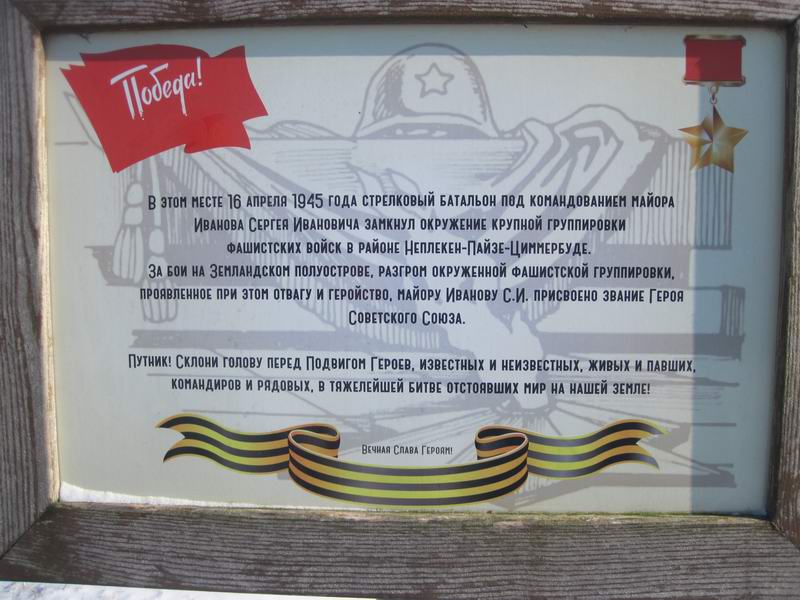 Победа!
В этом месте 16 апреля 1945 года стрелковый батальон под командованием майора
Иванова Сергея Ивановича замкнул окружение крупной группировки
фашистских войск в районе Неплекен-Пайзе-Циммербуде.
За бои на Земландском полуострове, разгром окруженной фашистской группировки,
проявленное при этом отвагу и геройство, майору Иванову С.И. присвоено звание Героя
Советского Союза.
Путник! Склони голову перед Подвигом Героев, известных и неизвестных, живых и павших,
командиров и рядовых, в тяжелейшей битве отстоявших мир на нашей земле!
Вечная Слава Героям!